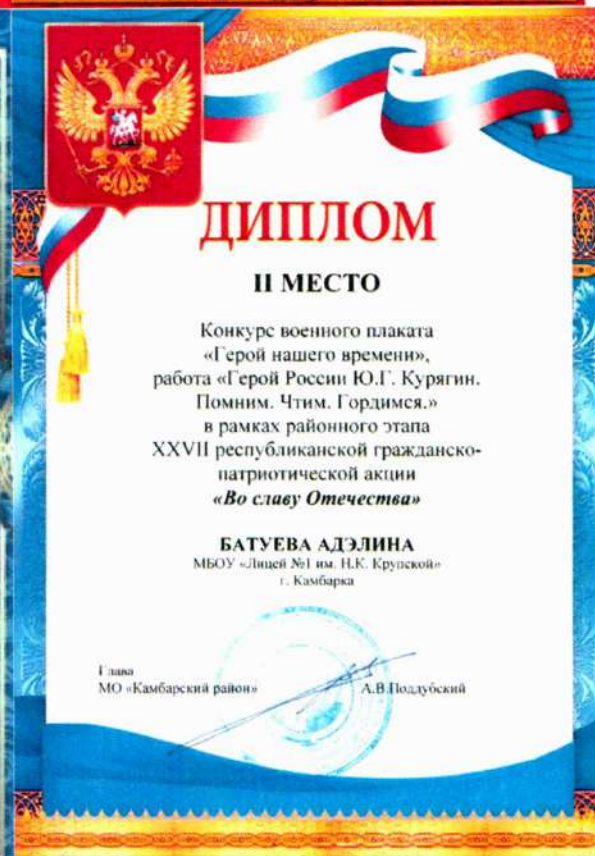 ДИПЛОМ
II МЕСТО
Конкурс военного плаката
«Герой нашего времени»,
работа «Герой России Ю.Г. Курягин.
Помним. Чтим. Гордимся.»
в рамках районного этапа
XXVII республиканской гражданско-
патриотической акции
«Во славу Отечества»
БАТУЕВА АДЭЛИНА
МБОУ «Лицей №1 им. Н.К. Крупской»
г. Камбарка
Глава
МО «Камбарский район» А.В.Поддубский